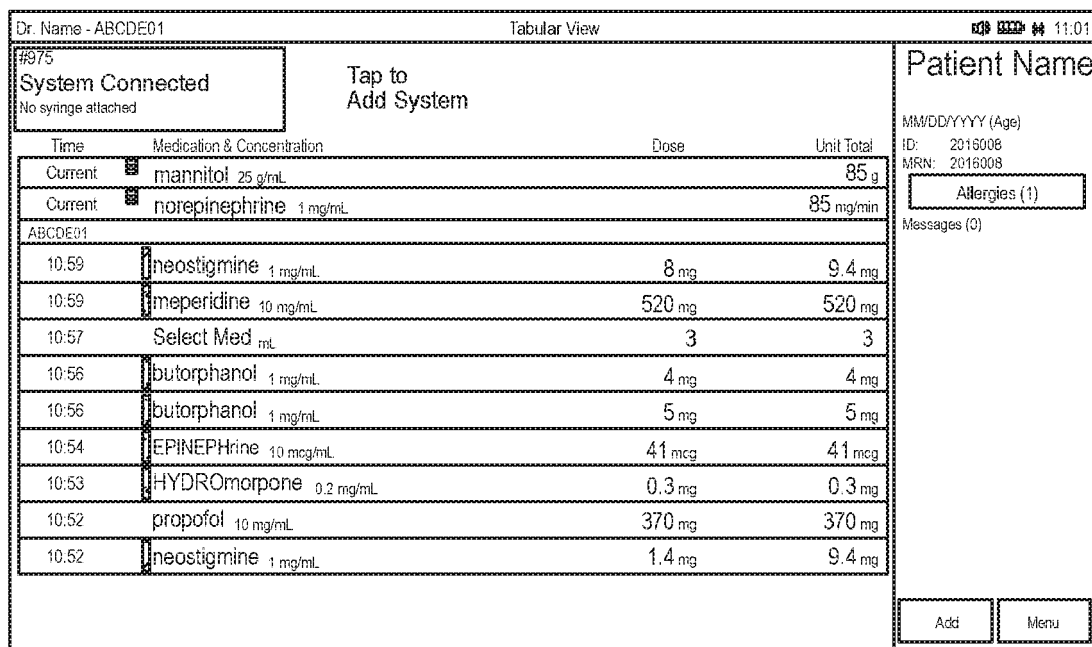 Dr. Name - ABCDE01 Tabular View 11:01
#975
System Connected
No syringe attached
Tap to
Add System
Patient Name
MM/DD/YYYY (Age)
ID: 2016008
MRN: 2016008
Allergies (1)
Messages (0)
Time Medication & Concentration Dose Unit Total
Current mannitol 25 g/mL 85 g
Current norepinephrine 1 mg/mL 85 mg/min
ABCDE01
10:59 neostigmine 1 mg/mL 8 mg 9.4 mg
10:59 meperidine 10 mg/mL 520 mg 520 mg
10:57 Select Med mL 3 3
10:56 butorphanol 1 mg/mL 4 mg 4 mg
10:56 butorphanol 1 mg/mL 5 mg 5 mg
10:54 EPINEPHrine 10 mcg/mL 41 mcg 41 mcg
10:53 HYDROmorpone 0.2 mg/mL 0.3 mg 0.3 mg
10:52 propofol 10 mg/mL 370 mg 370 mg
10:52 neostigmine 1 mg/mL 1.4 mg 9.4 mg
Add Menu